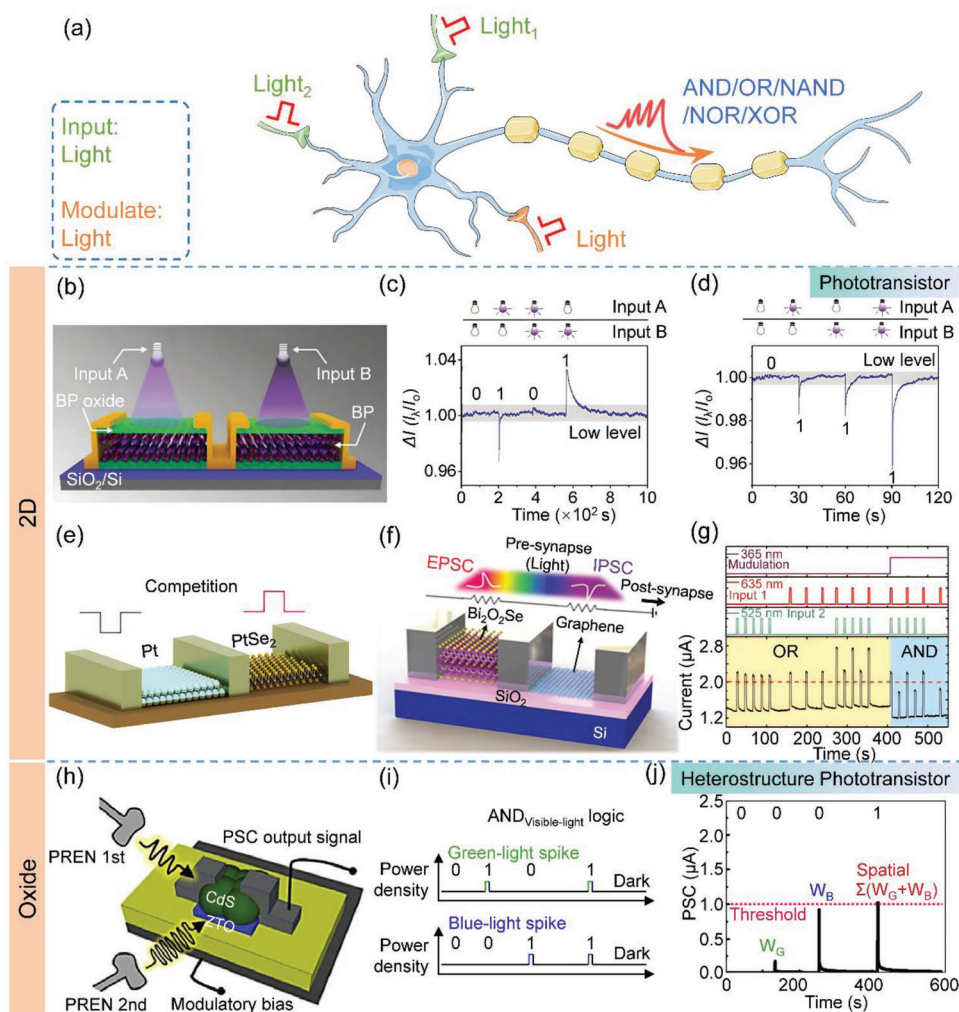 (a)
Light₁
Light₂
AND/OR/NAND
/NOR/XOR
Input:
Light
Modulate:
Light
Light
2D
Phototransistor
(b)
Input A
Input B
BP oxide
BP
SiO₂/Si
(c)
Input A
Input B
1.04
1.00
0.96
ΔI (Iλ/Io)
0 1 0 1
Low level
0 2 4 6 8 10
Time (×10² s)
(d)
Input A
Input B
1.00
0.98
0.96
ΔI (Iλ/Io)
0
Low level
1 1 1
0 30 60 90 120
Time (s)
(e)
Competition
Pt
PtSe₂
(f)
Pre-synapse
(Light)
EPSC
IPSC
Post-synapse
Bi₂O₂Se
Graphene
SiO₂
Si
(g)
365 nm
Mudulation
635 nm
Input 1
525 nm Input 2
OR
AND
2.8
2.0
1.2
Current (μA)
0 100 200 300 400 500
Time (s)
Oxide
Heterostructure Phototransistor
(h)
PREN 1st
PSC output signal
CdS
ZTO
PREN 2nd
Modulatory bias
(i)
ANDVisible-light logic
Green-light spike
Power
density
0 1 0 1
Dark
Blue-light spike
Power
density
0 0 1 1
Dark
(j)
2.5
2.0
1.5
1.0
0.5
0.0
PSC (μA)
0 0 0 1
Spatial
Σ(WG+WB)
WB
Threshold
WG
0 200 400 600
Time (s)